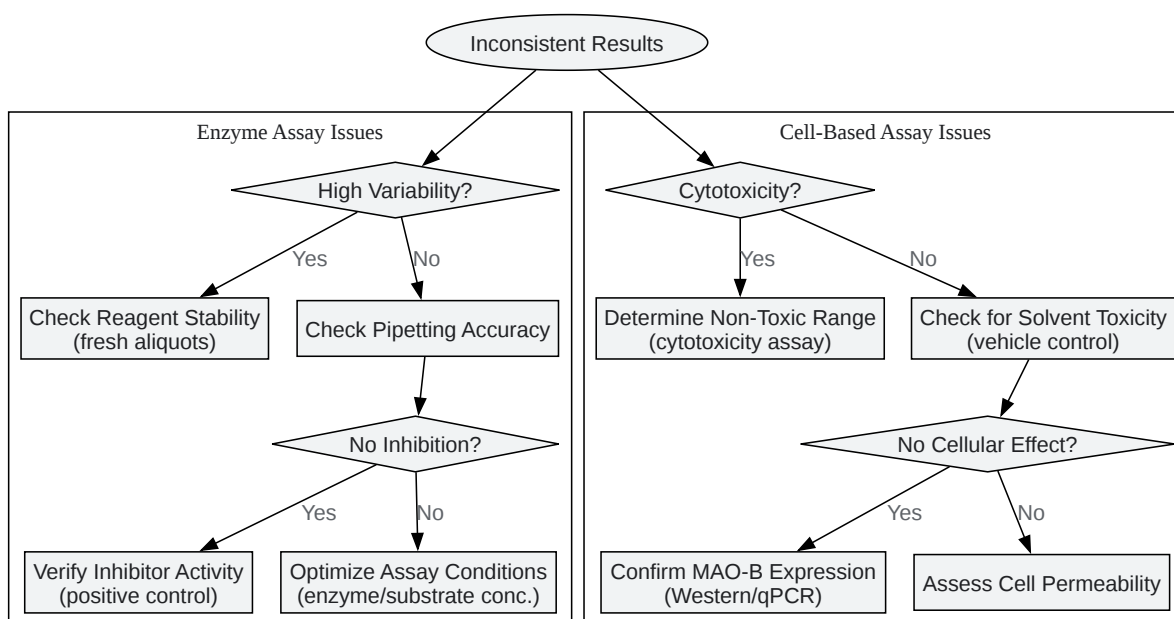 Inconsistent Results
Enzyme Assay Issues
High Variability?
Yes
No
Check Reagent Stability
(fresh aliquots)
Check Pipetting Accuracy
No Inhibition?
Yes
No
Verify Inhibitor Activity
(positive control)
Optimize Assay Conditions
(enzyme/substrate conc.)
Cell-Based Assay Issues
Cytotoxicity?
Yes
No
Determine Non-Toxic Range
(cytotoxicity assay)
Check for Solvent Toxicity
(vehicle control)
No Cellular Effect?
Yes
No
Confirm MAO-B Expression
(Western/qPCR)
Assess Cell Permeability